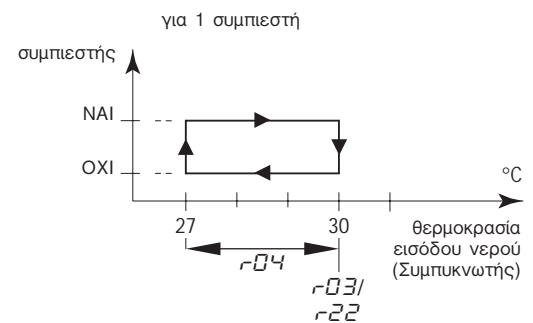 για 1 συμπιεστή
συμπιεστής
ΝΑΙ
ΟΧΙ
°C
27
30
θερμοκρασία
εισόδου νερού
(Συμπυκνωτής)
r04
r03/
r22